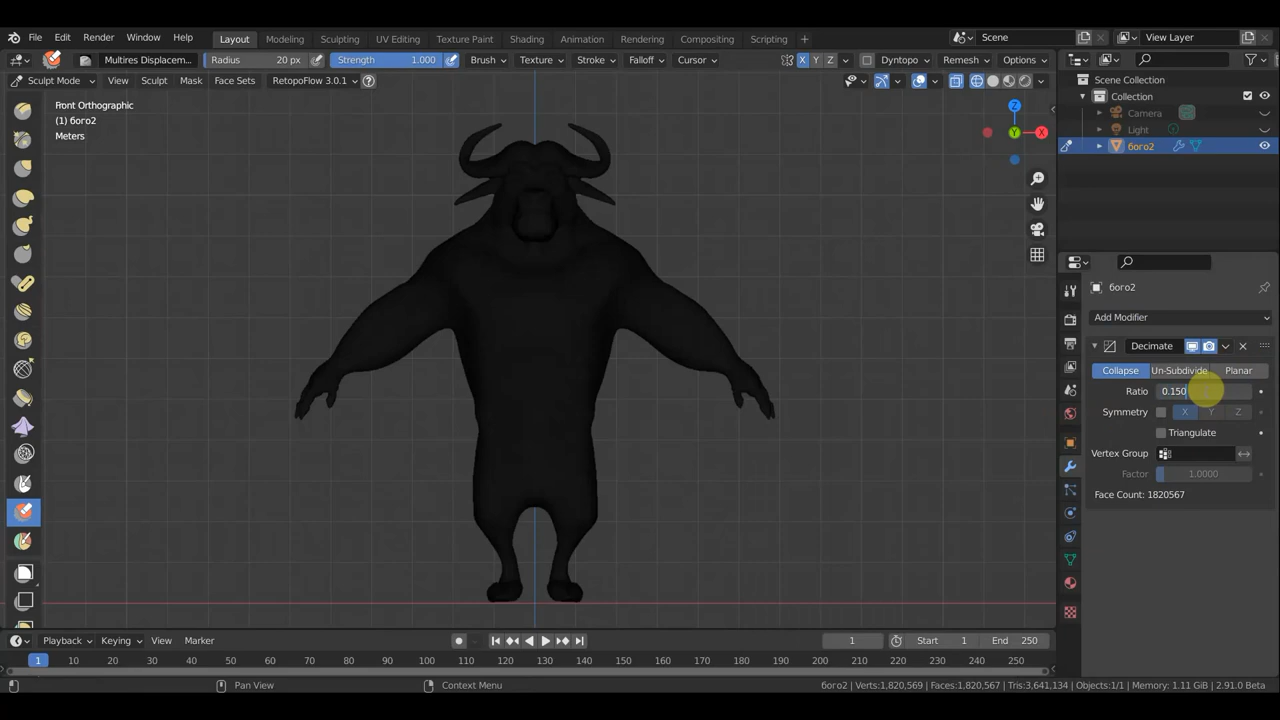 File Edit Render Window Help Layout Modeling Sculpting UV Editing Texture Paint Shading Animation Rendering Compositing Scripting + Scene View Layer
Multires Displacem... Radius 20 px Strength 1.000 Brush Texture Stroke Falloff Cursor X Y Z Dyntopo Remesh Options
Sculpt Mode View Sculpt Mask Face Sets RetopoFlow 3.0.1
Scene Collection
Collection
Camera
Light
6oro2
Front Orthographic
(1) 6oro2
Meters
Z
Y
X
6oro2
Add Modifier
Decimate
Collapse Un-Subdivide Planar
Ratio 0.150
Symmetry X Y Z
Triangulate
Vertex Group
Factor 1.0000
Face Count: 1820567
Playback Keying View Marker 1 Start 1 End 250
1 10 20 30 40 50 60 70 80 90 100 110 120 130 140 150 160 170 180 190 200 210 220 230 240 250
Pan View Context Menu 6oro2 | Verts:1,820,569 | Faces:1,820,567 | Tris:3,641,134 | Objects:1/1 | Memory: 1.11 GiB | 2.91.0 Beta